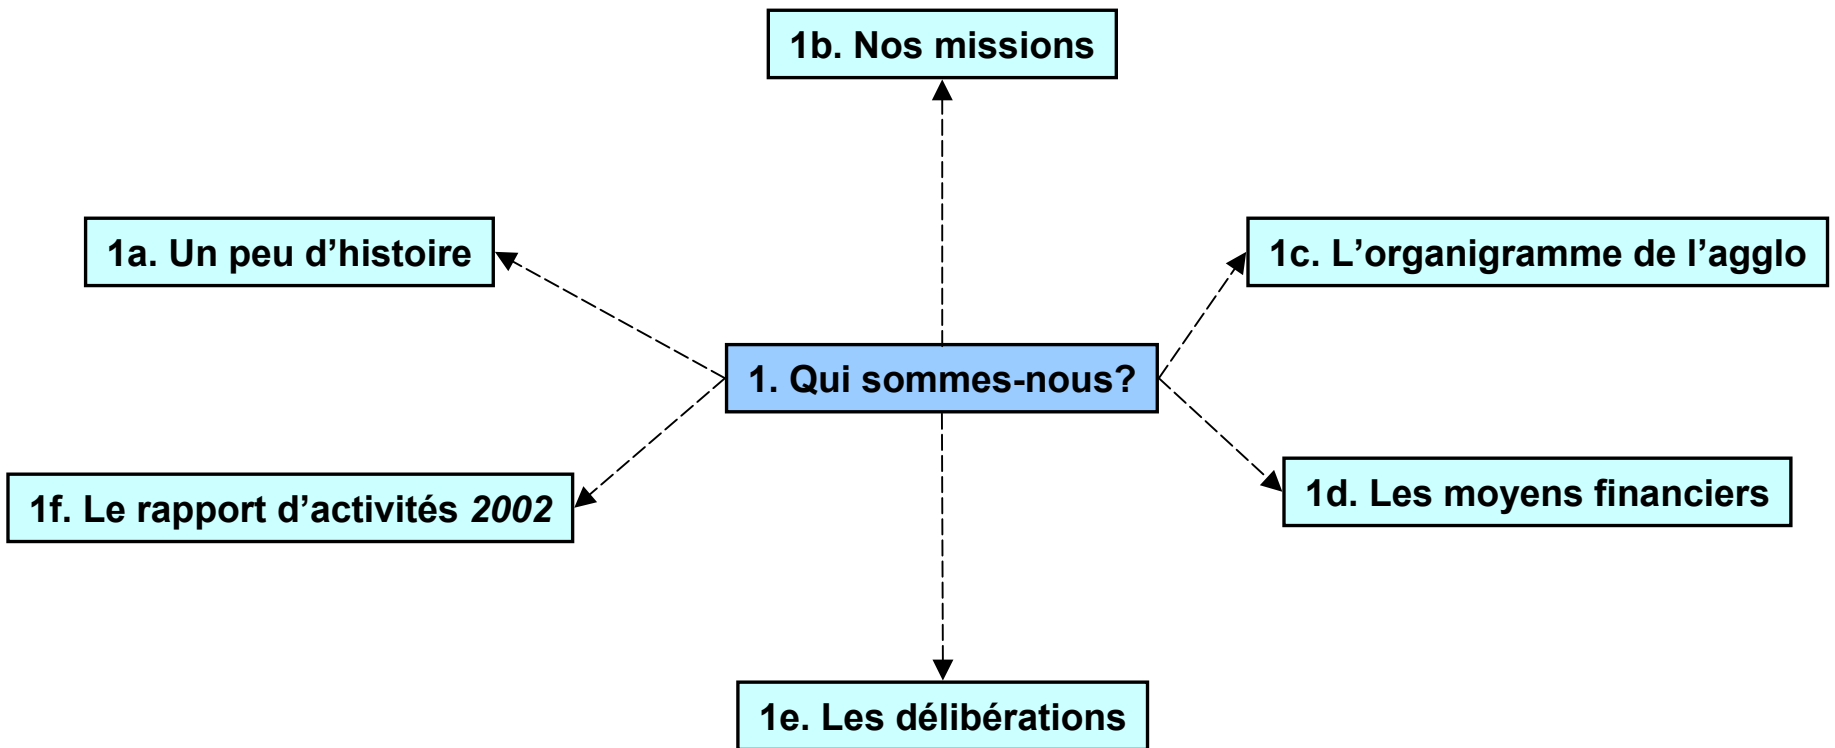 1b. Nos missions
1a. Un peu d’histoire
1c. L’organigramme de l’agglo
1. Qui sommes-nous?
1f. Le rapport d’activités 2002
1d. Les moyens financiers
1e. Les délibérations